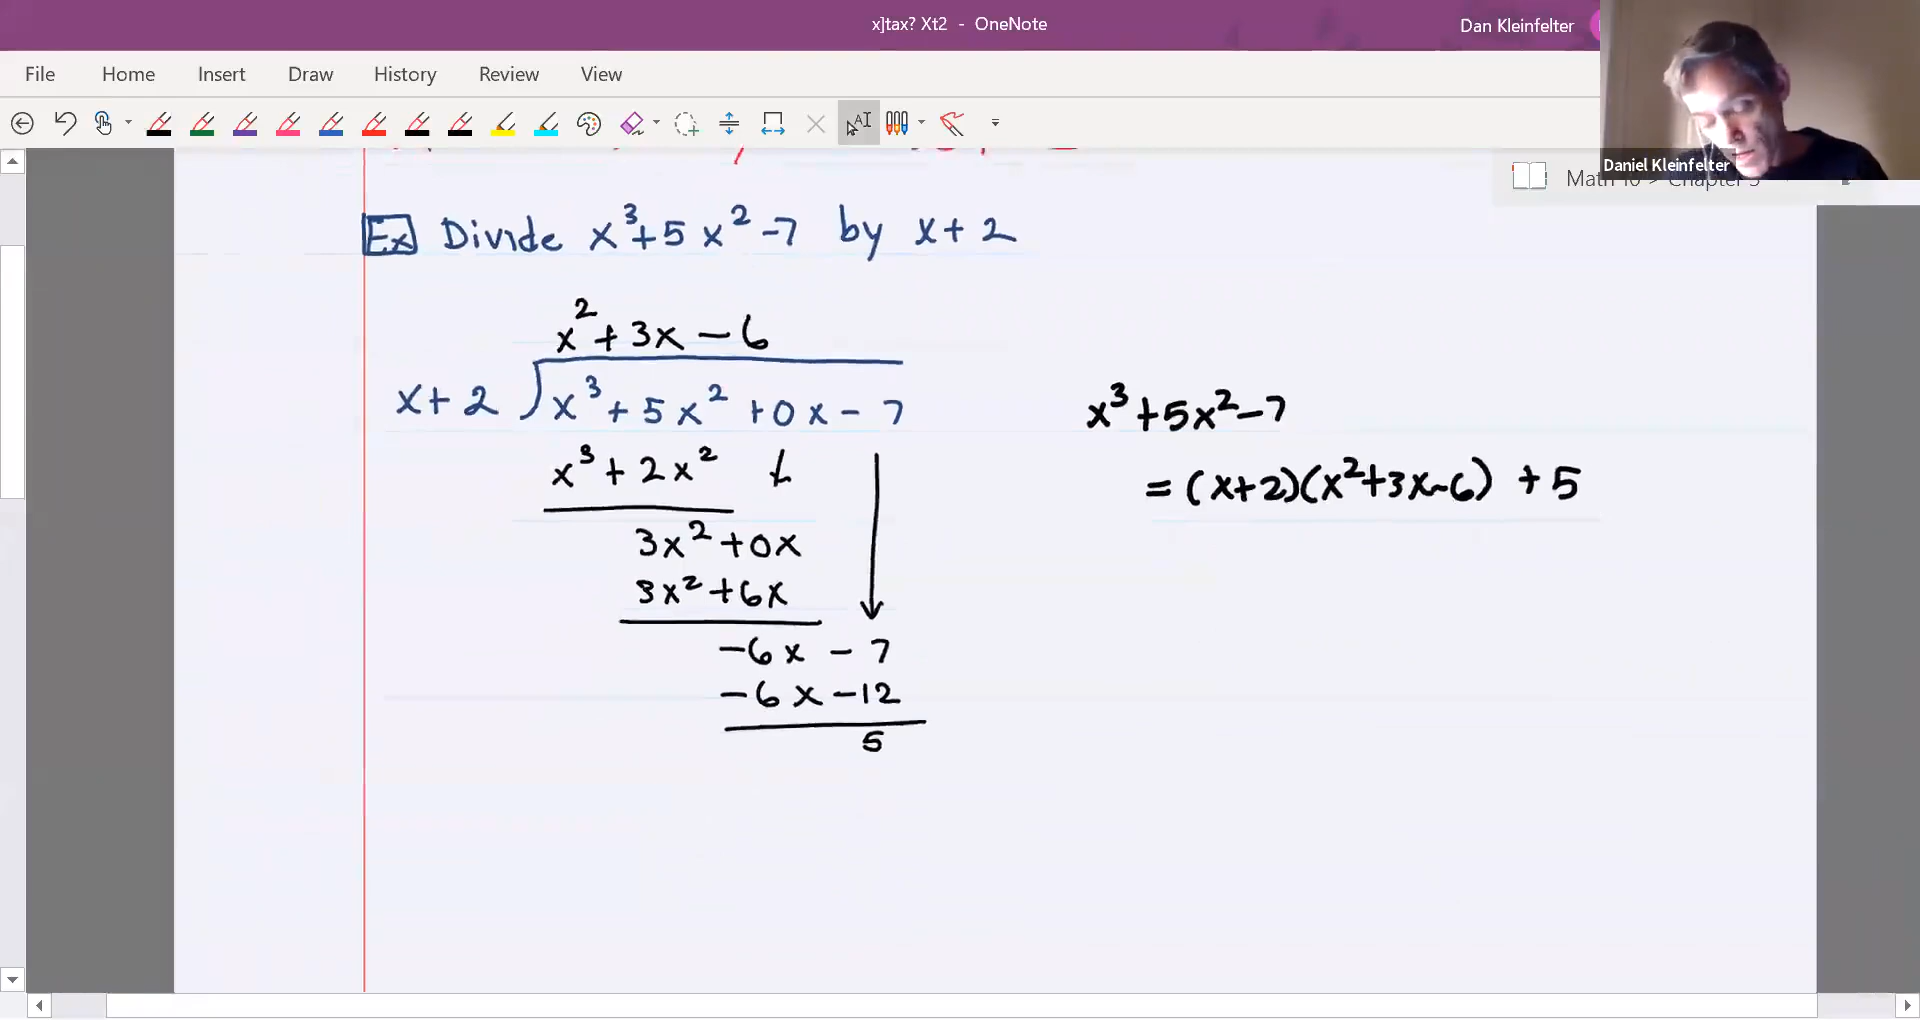 x]tax? Xt2 - OneNote
Dan Kleinfelter
File Home Insert Draw History Review View
Daniel Kleinfelter
Ex Divide x³+5x²-7 by x+2
x²+3x-6
x+2 x³+5x²+0x-7
x³+2x²
3x²+0x
3x²+6x
-6x-7
-6x-12
5
x³+5x²-7
=(x+2)(x²+3x-6) +5